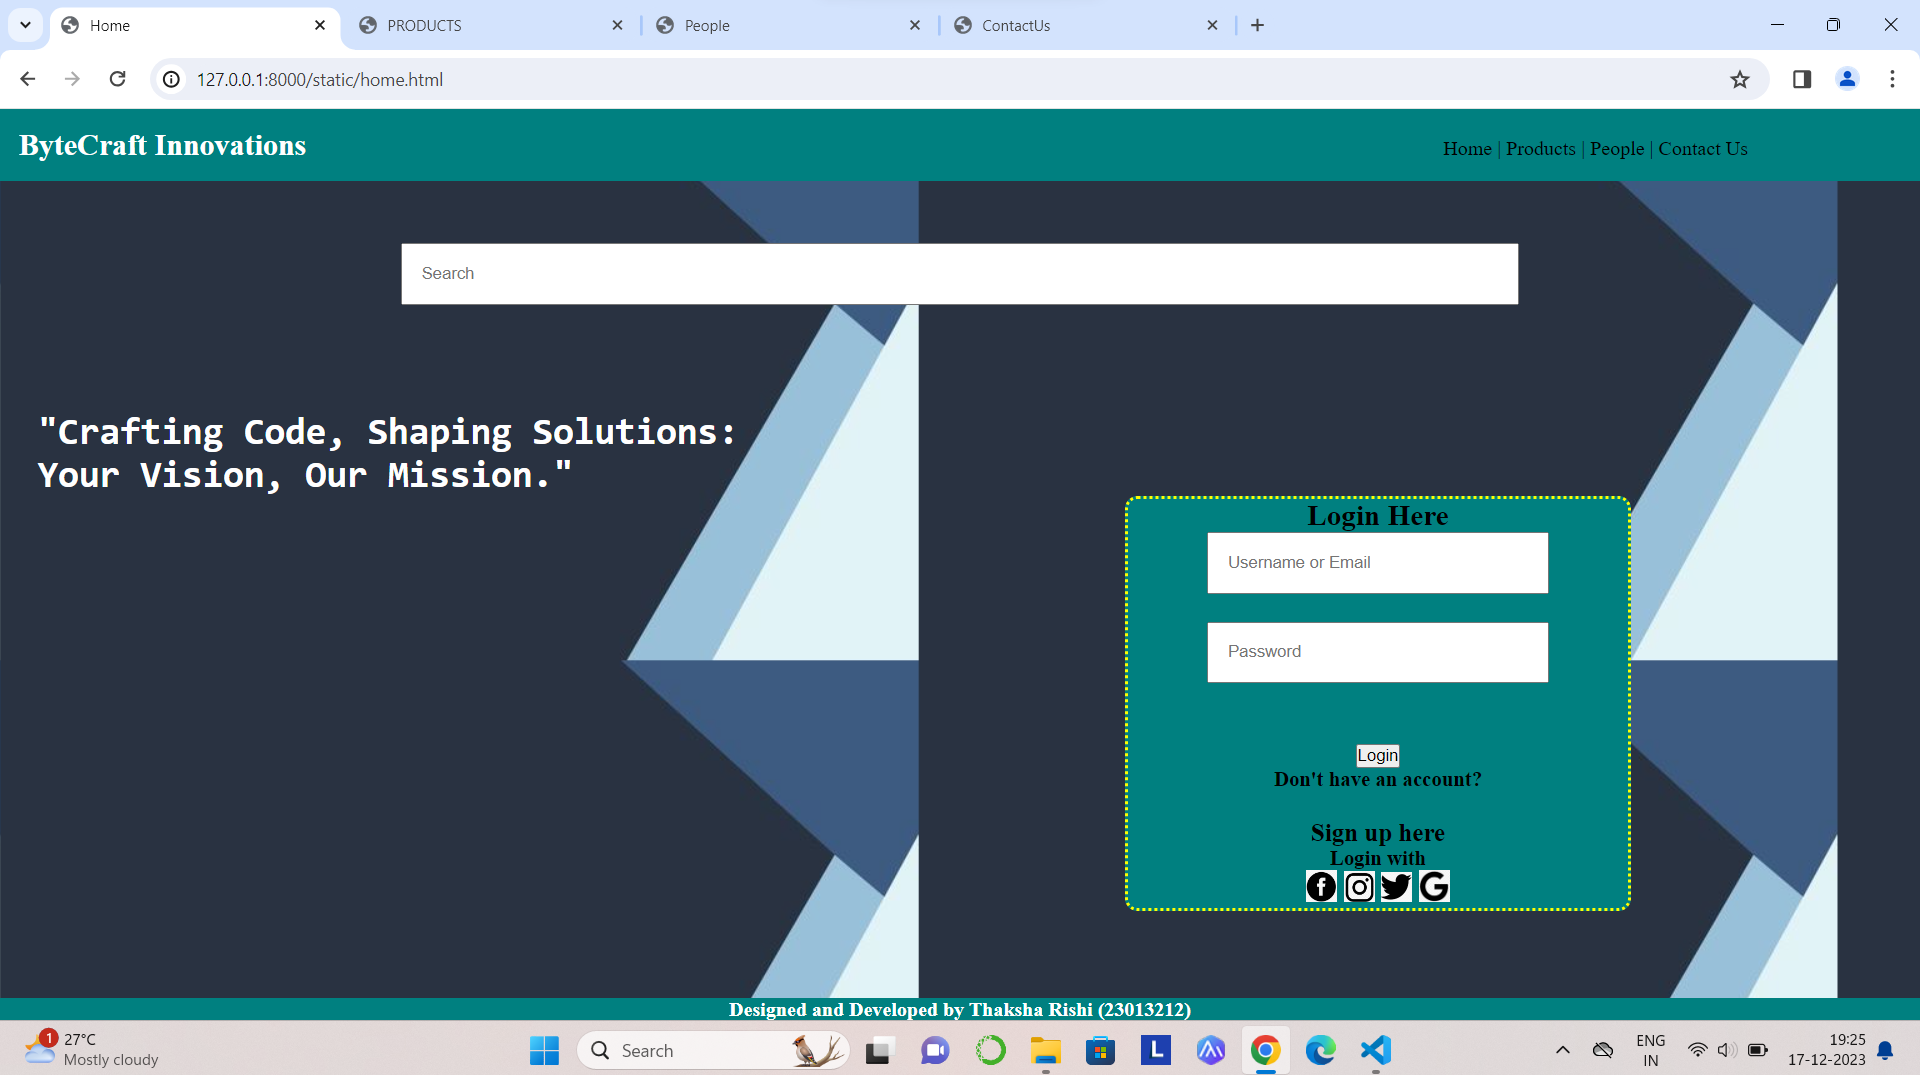 Home
PRODUCTS
People
ContactUs
127.0.0.1:8000/static/home.html
ByteCraft Innovations
Home | Products | People | Contact Us
Search
"Crafting Code, Shaping Solutions:
Your Vision, Our Mission."
Login Here
Username or Email
Password
Login
Don't have an account?
Sign up here
Login with
Designed and Developed by Thaksha Rishi (23013212)
1
27°C
Mostly cloudy
Search
L
ENG
IN
19:25
17-12-2023